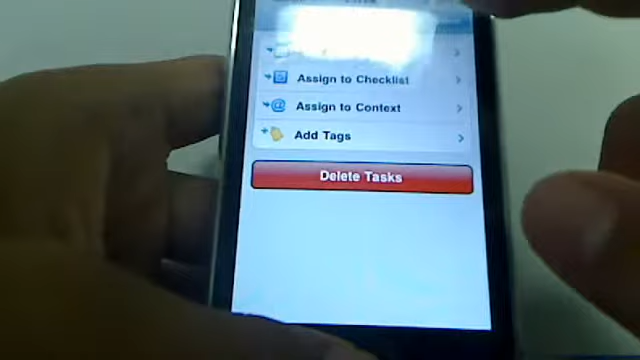 Assign to Checklist
Assign to Context
Add Tags
Delete Tasks